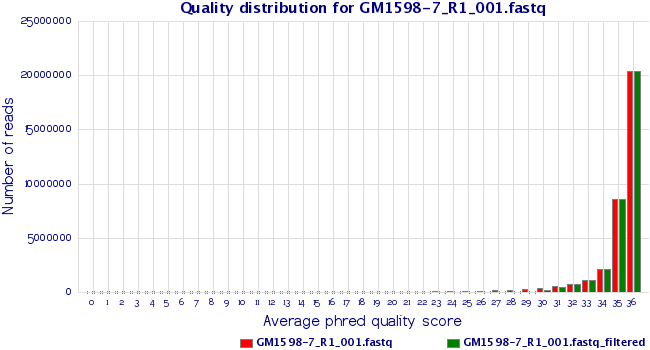 Quality distribution for GM1598-7_R1_001.fastq
25000000
20000000
15000000
10000000
5000000
0
Number of reads
0 1 2 3 4 5 6 7 8 9 10 11 12 13 14 15 16 17 18 19 20 21 22 23 24 25 26 27 28 29 30 31 32 33 34 35 36
Average phred quality score
GM1598-7_R1_001.fastq GM1598-7_R1_001.fastq_filtered